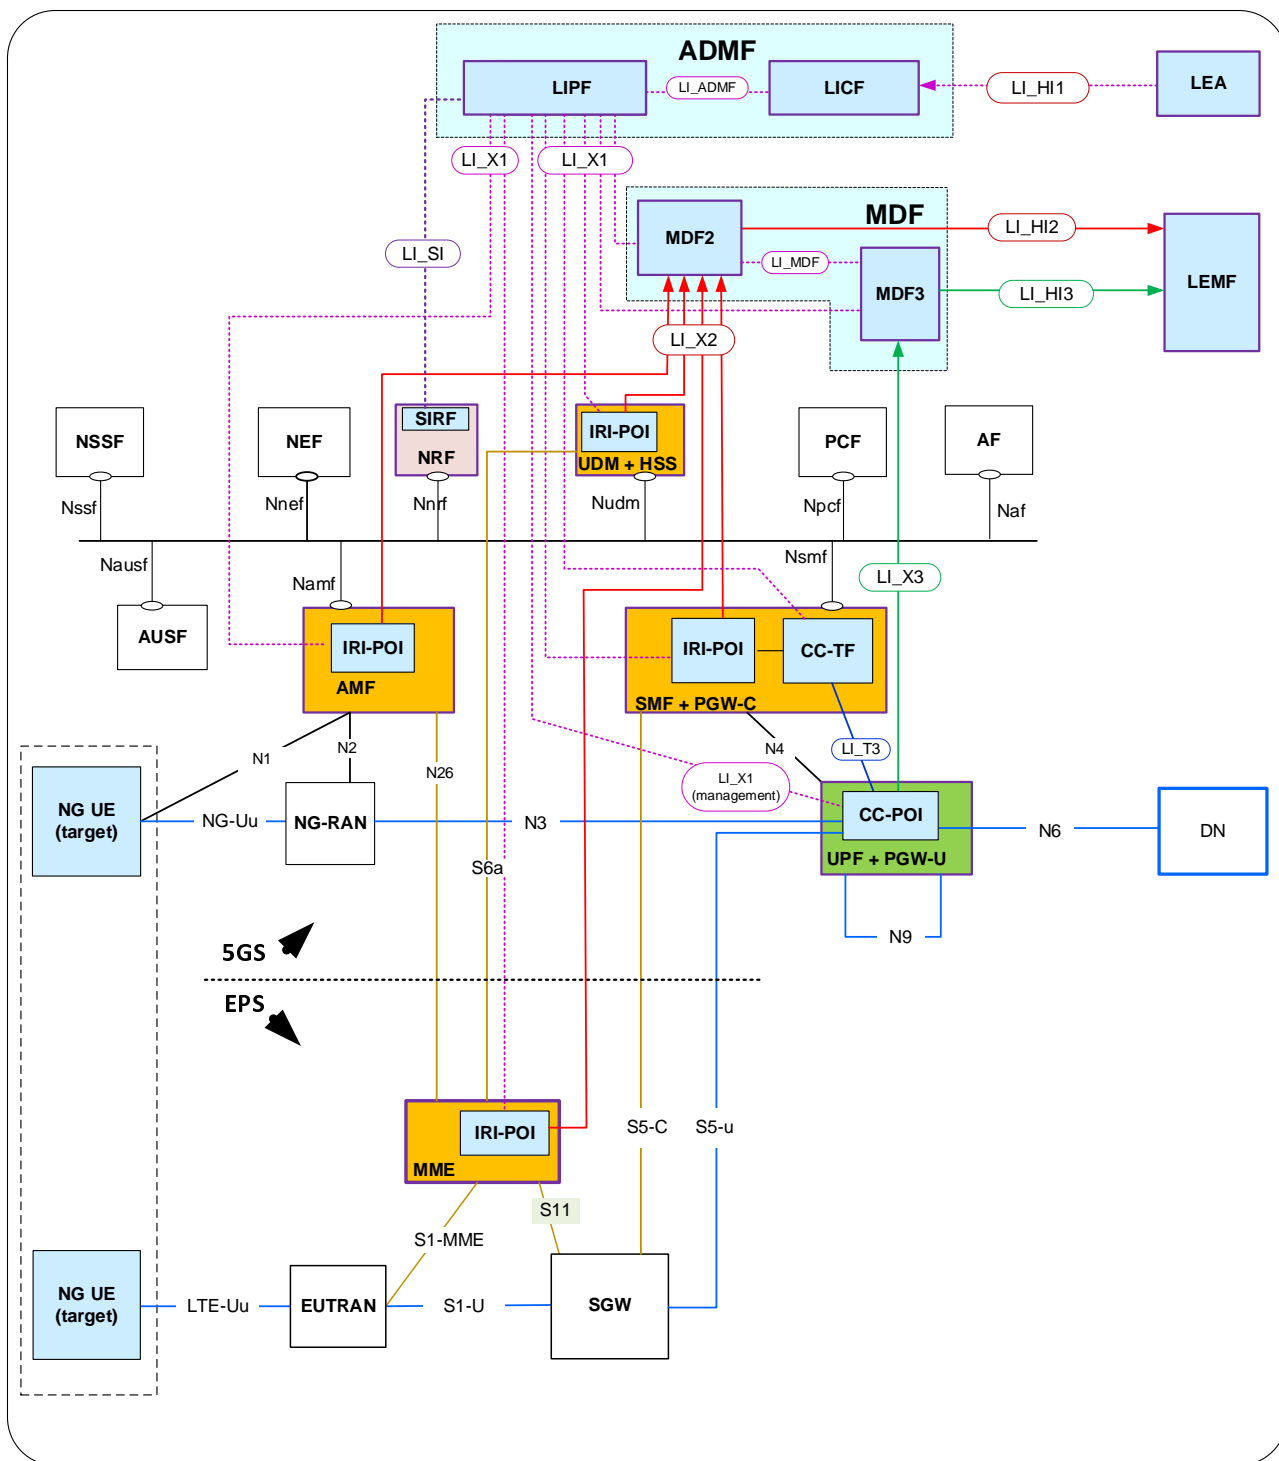 ADMF
LIPF
LI_ADMF
LICF
LI_HI1
LEA
LI_X1
LI_X1
MDF
MDF2
LI_HI2
LI_SI
LI_MDF
MDF3
LI_HI3
LEMF
LI_X2
NSSF
NEF
SIRF
NRF
IRI-POI
UDM + HSS
PCF
AF
Nssf
Nnef
Nnrf
Nudm
Npcf
Naf
Nausf
Namf
Nsmf
LI_X3
AUSF
IRI-POI
AMF
IRI-POI
CC-TF
SMF + PGW-C
N1
N2
N26
N4
LI_T3
LI_X1
(management)
NG UE
(target)
NG-Uu
NG-RAN
N3
CC-POI
UPF + PGW-U
N6
DN
S6a
N9
5GS
EPS
IRI-POI
MME
S5-C
S5-u
S11
S1-MME
NG UE
(target)
LTE-Uu
EUTRAN
S1-U
SGW